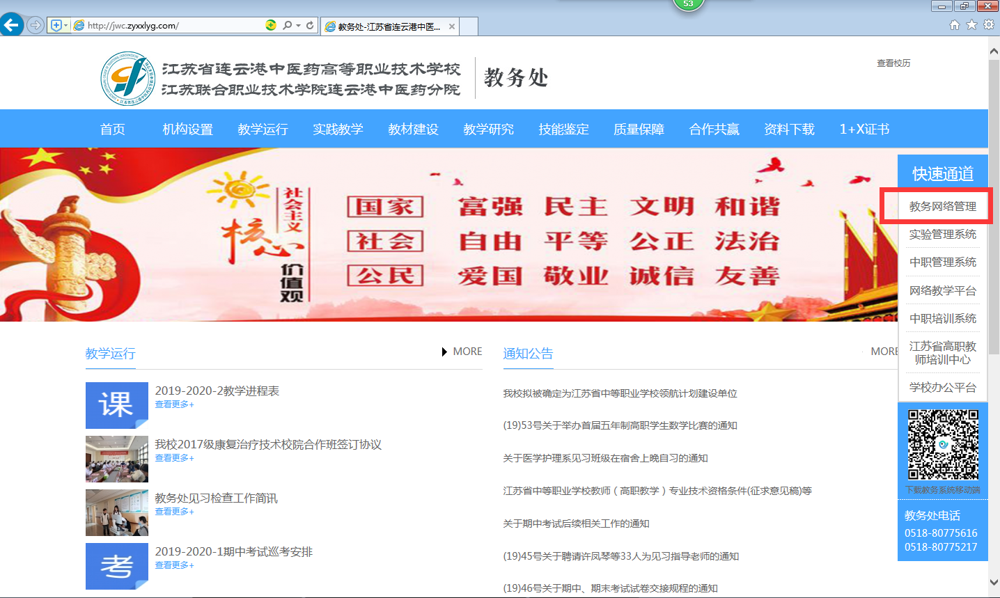 53
http://jwc.zyxxlyg.com/
教务处-江苏省连云港中医...
江苏省连云港中医药高等职业技术学校
江苏联合职业技术学院连云港中医药分院
教务处
查看校历
首页 机构设置 教学运行 实践教学 教材建设 教学研究 技能鉴定 质量保障 合作共赢 资料下载 1+X证书
社会主义
核心
价值观
国家 富强 民主 文明 和谐
社会 自由 平等 公正 法治
公民 爱国 敬业 诚信 友善
快速通道
教务网络管理
实验管理系统
中职管理系统
网络教学平台
中职培训系统
江苏省高职教
师培训中心
学校办公平台
下载教务系统移动端
教务处电话
0518-80775616
0518-80775217
教学运行
MORE
课
2019-2020-2教学进程表
查看更多+
我校2017级康复治疗技术校院合作班签订协议
查看更多+
教务处见习检查工作简讯
查看更多+
考
2019-2020-1期中考试巡考安排
查看更多+
通知公告
MORE
我校拟被确定为江苏省中等职业学校领航计划建设单位
(19)53号关于举办首届五年制高职学生数学比赛的通知
关于医学护理系见习班级在宿舍上晚自习的通知
江苏省中等职业学校教师（高职教学）专业技术资格条件(征求意见稿)等
关于期中考试后续相关工作的通知
(19)45号关于聘请许凤琴等33人为见习指导老师的通知
(19)46号关于期中、期末考试试卷交接规程的通知